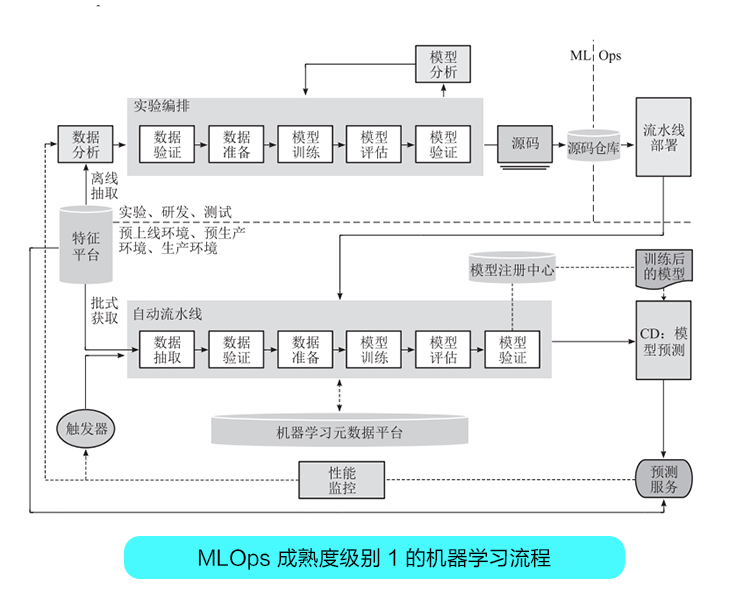 模型
分析
ML Ops
实验编排
数据
分析
数据
验证
数据
准备
模型
训练
模型
评估
模型
验证
源码
源码仓库
流水线
部署
离线
抽取
特征
平台
实验、研发、测试
预上线环境、预生产
环境、生产环境
模型注册中心
训练后
的模型
批式
获取
自动流水线
数据
抽取
数据
验证
数据
准备
模型
训练
模型
评估
模型
验证
CD：模
型预测
触发器
机器学习元数据平台
性能
监控
预测
服务
MLOps 成熟度级别 1 的机器学习流程